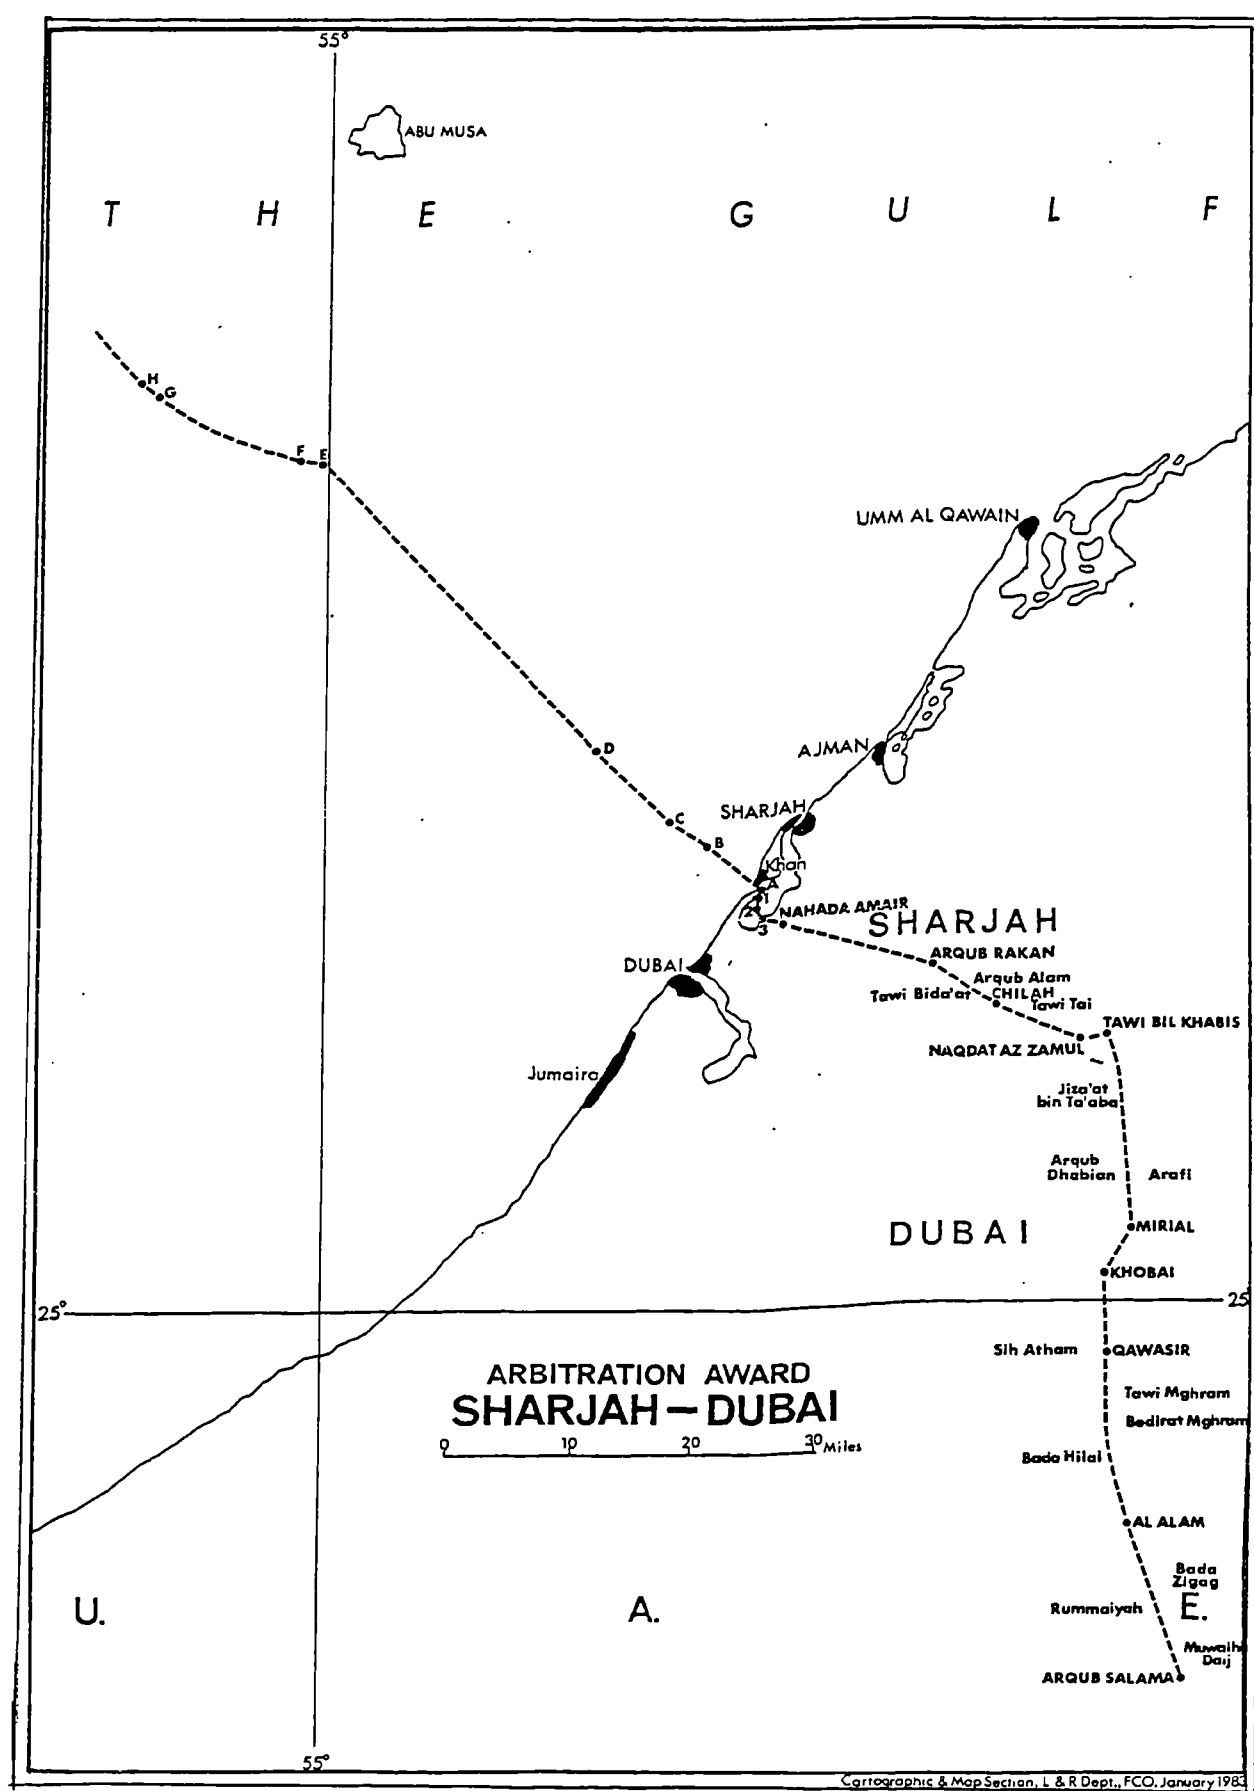 55°
ABU MUSA
T H E G U L F
H
G
F E
UMM AL QAWAIN
D
AJMAN
SHARJAH
C
B
Khan
A
1
2
3
NAHADA AMAIR
SHARJAH
ARQUB RAKAN
DUBAI
Arqub Alam
Tawi Bida'at
CHILAH
Tawi Tai
TAWI BIL KHABIS
NAQDAT AZ ZAMUL
Jumaira
Jiza'at
bin Ta'aba
Arqub
Dhabian
Arafi
DUBAI
MIRIAL
KHOBAI
25°
25
Sih Atham
QAWASIR
ARBITRATION AWARD
SHARJAH — DUBAI
0 10 20 30 Miles
Tawi Mghram
Bedirat Mghram
Bada Hilal
AL ALAM
Bada
Zigag
Rummaiyah
U. A. E.
Muwaihi
Daij
ARQUB SALAMA
55°
Cartographic & Map Section, L & R Dept., FCO, January 1983